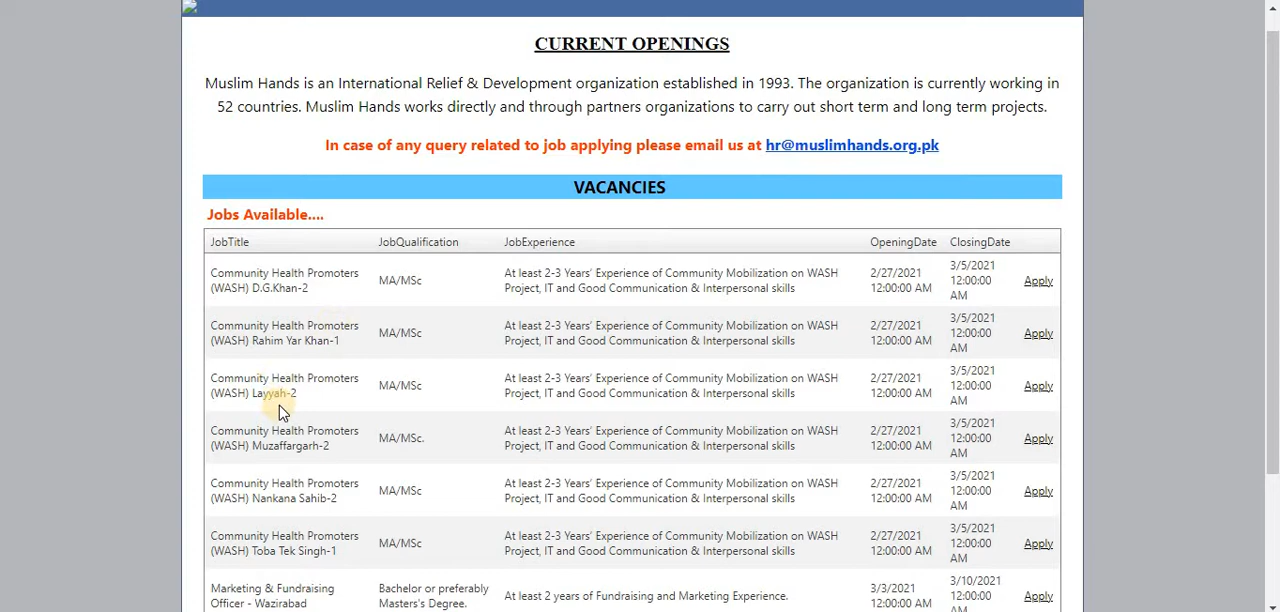 CURRENT OPENINGS
Muslim Hands is an International Relief & Development organization established in 1993. The organization is currently working in
52 countries. Muslim Hands works directly and through partners organizations to carry out short term and long term projects.
In case of any query related to job applying please email us at hr@muslimhands.org.pk
VACANCIES
Jobs Available....
JobTitle JobQualification JobExperience OpeningDate ClosingDate
Community Health Promoters
(WASH) D.G.Khan-2
MA/MSc
At least 2-3 Years' Experience of Community Mobilization on WASH
Project, IT and Good Communication & Interpersonal skills
2/27/2021
12:00:00 AM
3/5/2021
12:00:00
AM
Apply
Community Health Promoters
(WASH) Rahim Yar Khan-1
MA/MSc
At least 2-3 Years' Experience of Community Mobilization on WASH
Project, IT and Good Communication & Interpersonal skills
2/27/2021
12:00:00 AM
3/5/2021
12:00:00
AM
Apply
Community Health Promoters
(WASH) Layyah-2
MA/MSc
At least 2-3 Years' Experience of Community Mobilization on WASH
Project, IT and Good Communication & Interpersonal skills
2/27/2021
12:00:00 AM
3/5/2021
12:00:00
AM
Apply
Community Health Promoters
(WASH) Muzaffargarh-2
MA/MSc.
At least 2-3 Years' Experience of Community Mobilization on WASH
Project, IT and Good Communication & Interpersonal skills
2/27/2021
12:00:00 AM
3/5/2021
12:00:00
AM
Apply
Community Health Promoters
(WASH) Nankana Sahib-2
MA/MSc
At least 2-3 Years' Experience of Community Mobilization on WASH
Project, IT and Good Communication & Interpersonal skills
2/27/2021
12:00:00 AM
3/5/2021
12:00:00
AM
Apply
Community Health Promoters
(WASH) Toba Tek Singh-1
MA/MSc
At least 2-3 Years' Experience of Community Mobilization on WASH
Project, IT and Good Communication & Interpersonal skills
2/27/2021
12:00:00 AM
3/5/2021
12:00:00
AM
Apply
Marketing & Fundraising
Officer - Wazirabad
Bachelor or preferably
Master's Degree.
At least 2 years of Fundraising and Marketing Experience.
3/3/2021
12:00:00 AM
3/10/2021
12:00:00
AM
Apply